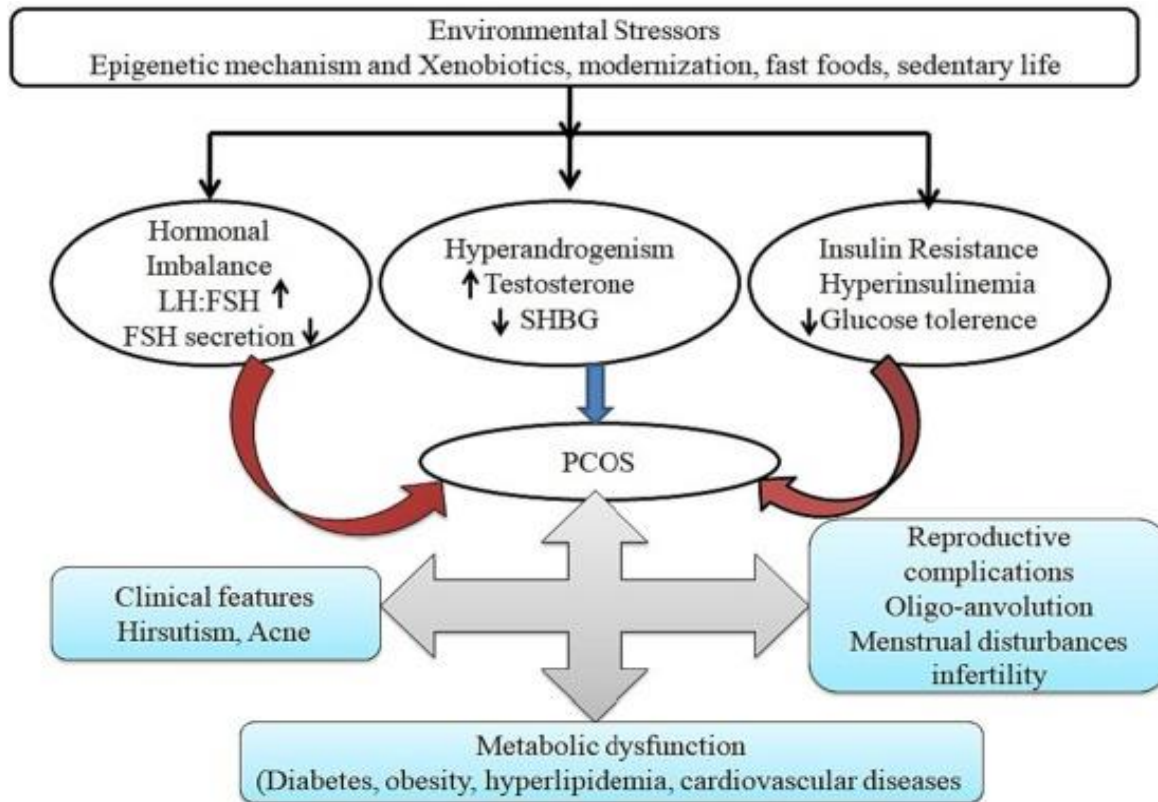 Environmental Stressors
Epigenetic mechanism and Xenobiotics, modernization, fast foods, sedentary life
Hormonal
Imbalance
LH:FSH ↑
FSH secretion ↓
Hyperandrogenism
↑ Testosterone
↓ SHBG
Insulin Resistance
Hyperinsulinemia
↓ Glucose tolerence
PCOS
Clinical features
Hirsutism, Acne
Reproductive
complications
Oligo-anvolution
Menstrual disturbances
infertility
Metabolic dysfunction
(Diabetes, obesity, hyperlipidemia, cardiovascular diseases